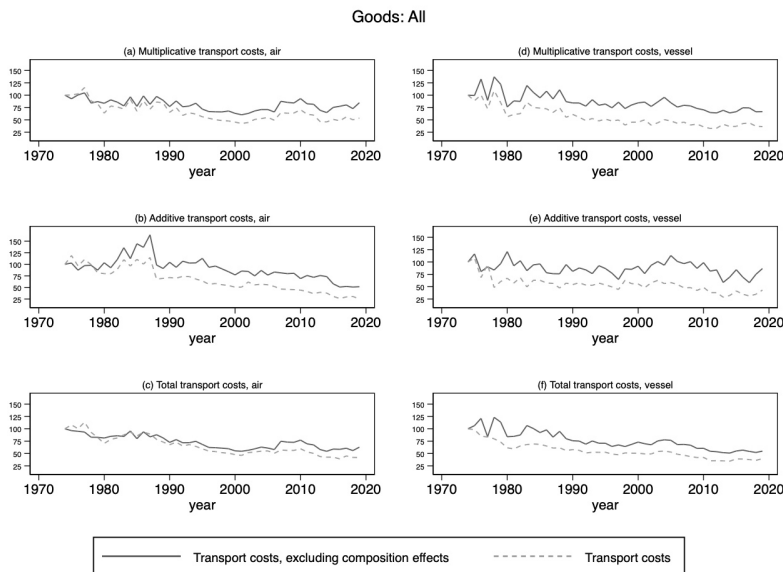 Goods: All
(a) Multiplicative transport costs, air
150
125
100
75
50
25
1970 1980 1990 2000 2010 2020
year
(d) Multiplicative transport costs, vessel
150
125
100
75
50
25
1970 1980 1990 2000 2010 2020
year
(b) Additive transport costs, air
150
125
100
75
50
25
1970 1980 1990 2000 2010 2020
year
(e) Additive transport costs, vessel
150
125
100
75
50
25
1970 1980 1990 2000 2010 2020
year
(c) Total transport costs, air
150
125
100
75
50
25
1970 1980 1990 2000 2010 2020
year
(f) Total transport costs, vessel
150
125
100
75
50
25
1970 1980 1990 2000 2010 2020
year
Transport costs, excluding composition effects Transport costs